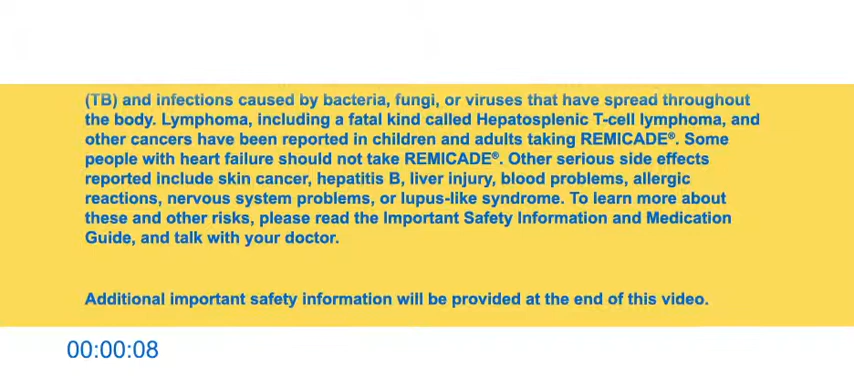 (TB) and infections caused by bacteria, fungi, or viruses that have spread throughout
the body. Lymphoma, including a fatal kind called Hepatosplenic T-cell lymphoma, and
other cancers have been reported in children and adults taking REMICADE®. Some
people with heart failure should not take REMICADE®. Other serious side effects
reported include skin cancer, hepatitis B, liver injury, blood problems, allergic
reactions, nervous system problems, or lupus-like syndrome. To learn more about
these and other risks, please read the Important Safety Information and Medication
Guide, and talk with your doctor.
Additional important safety information will be provided at the end of this video.
00:00:08